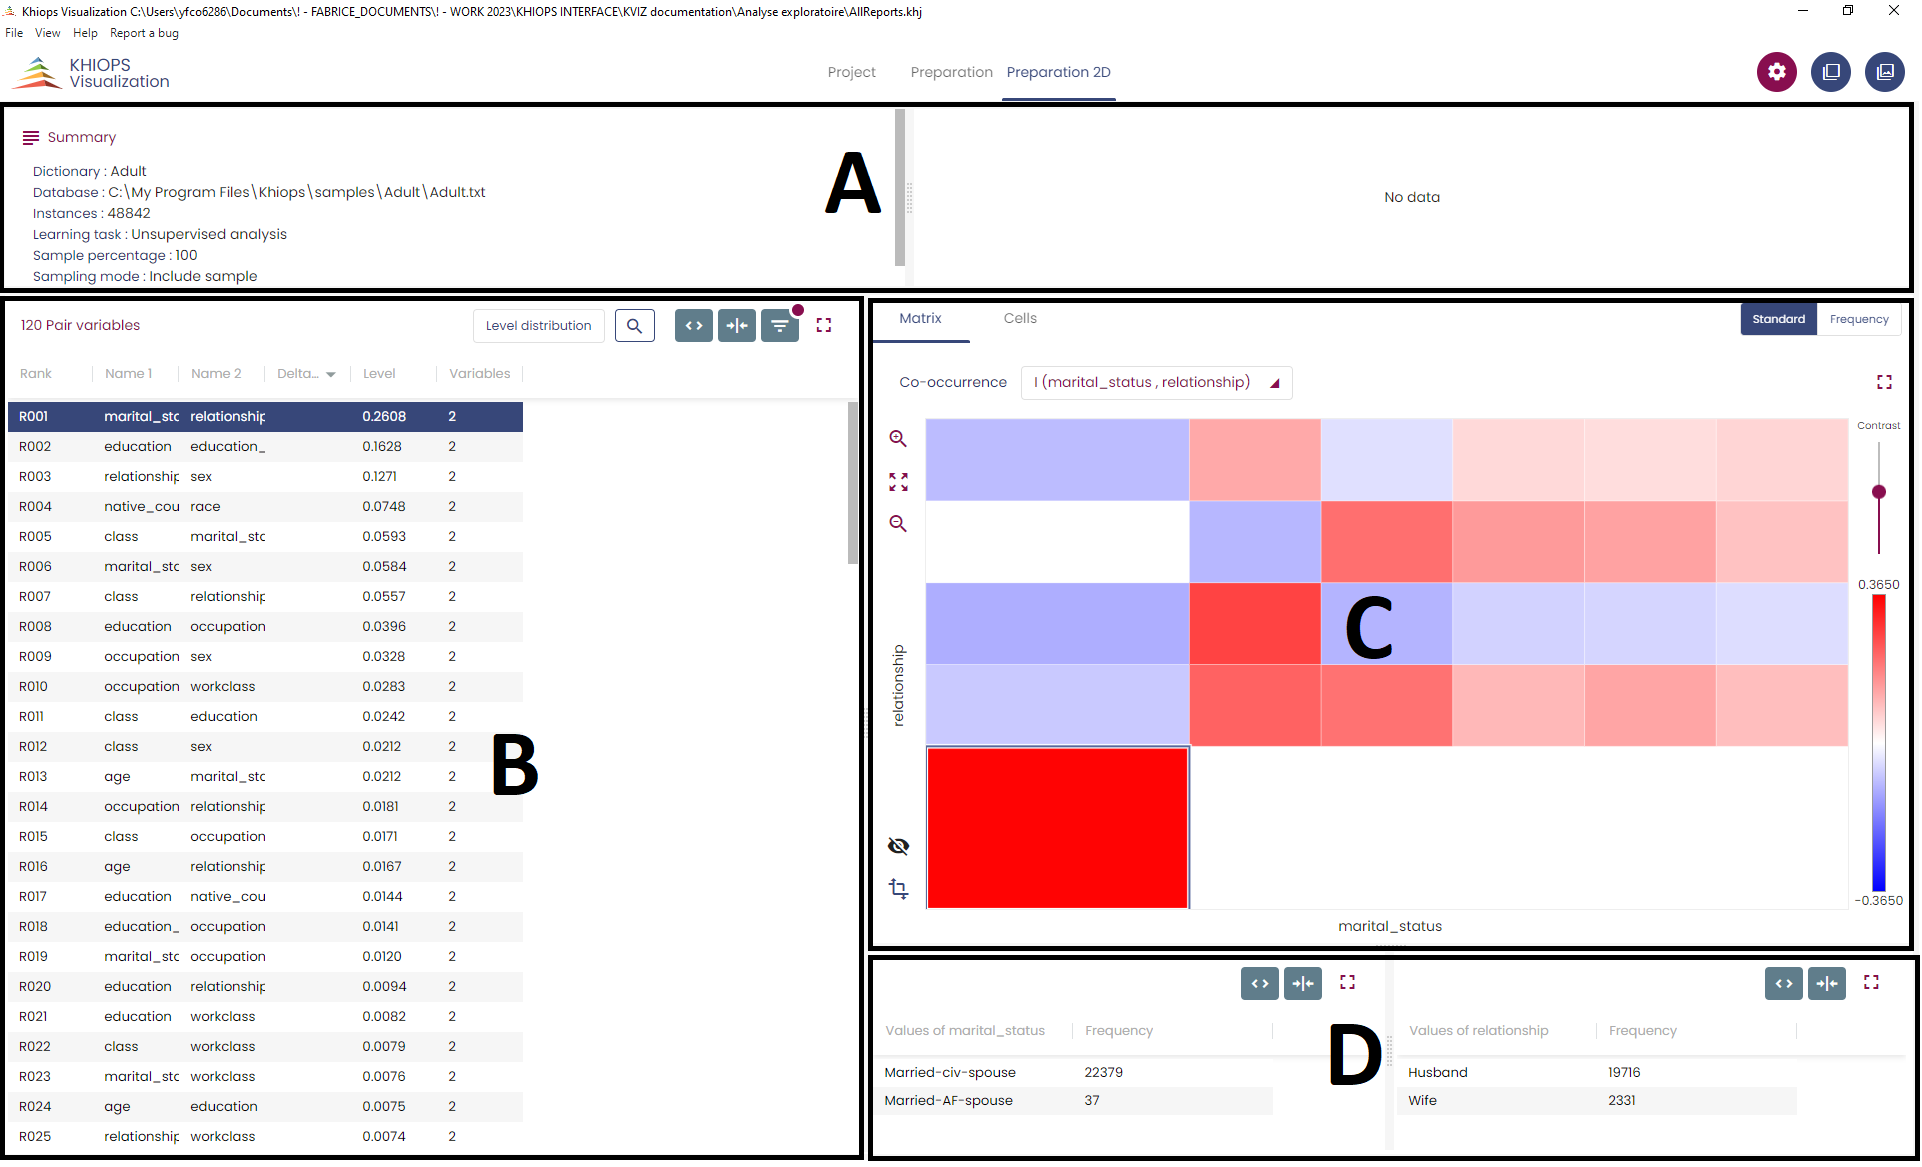 Khiops Visualization C:\Users\yfco6286\Documents\! - FABRICE_DOCUMENTS\! - WORK 2023\KHIOPS INTERFACE\KVIZ documentation\Analyse exploratoire\AllReports.khj
File View Help Report a bug
KHIOPS
Visualization
Project Preparation Preparation 2D
Summary
Dictionary : Adult
Database : C:\My Program Files\Khiops\samples\Adult\Adult.txt
Instances : 48842
Learning task : Unsupervised analysis
Sample percentage : 100
Sampling mode : Include sample
A
No data
120 Pair variables Level distribution
Rank Name 1 Name 2 Delta... Level Variables
R001 marital_stc relationship 0.2608 2
R002 education education_ 0.1628 2
R003 relationship sex 0.1271 2
R004 native_cou race 0.0748 2
R005 class marital_stc 0.0593 2
R006 marital_stc sex 0.0584 2
R007 class relationship 0.0557 2
R008 education occupation 0.0396 2
R009 occupation sex 0.0328 2
R010 occupation workclass 0.0283 2
R011 class education 0.0242 2
R012 class sex 0.0212 2
R013 age marital_stc 0.0212 2
R014 occupation relationship 0.0181 2
R015 class occupation 0.0171 2
R016 age relationship 0.0167 2
R017 education native_cou 0.0144 2
R018 education_ occupation 0.0141 2
R019 marital_stc occupation 0.0120 2
R020 education relationship 0.0094 2
R021 education workclass 0.0082 2
R022 class workclass 0.0079 2
R023 marital_stc workclass 0.0076 2
R024 age education 0.0075 2
R025 relationship workclass 0.0074 2
B
Matrix Cells Standard Frequency
Co-occurrence I (marital_status , relationship)
Contrast
0.3650
-0.3650
relationship
C
marital_status
Values of marital_status Frequency
Married-civ-spouse 22379
Married-AF-spouse 37
D
Values of relationship Frequency
Husband 19716
Wife 2331